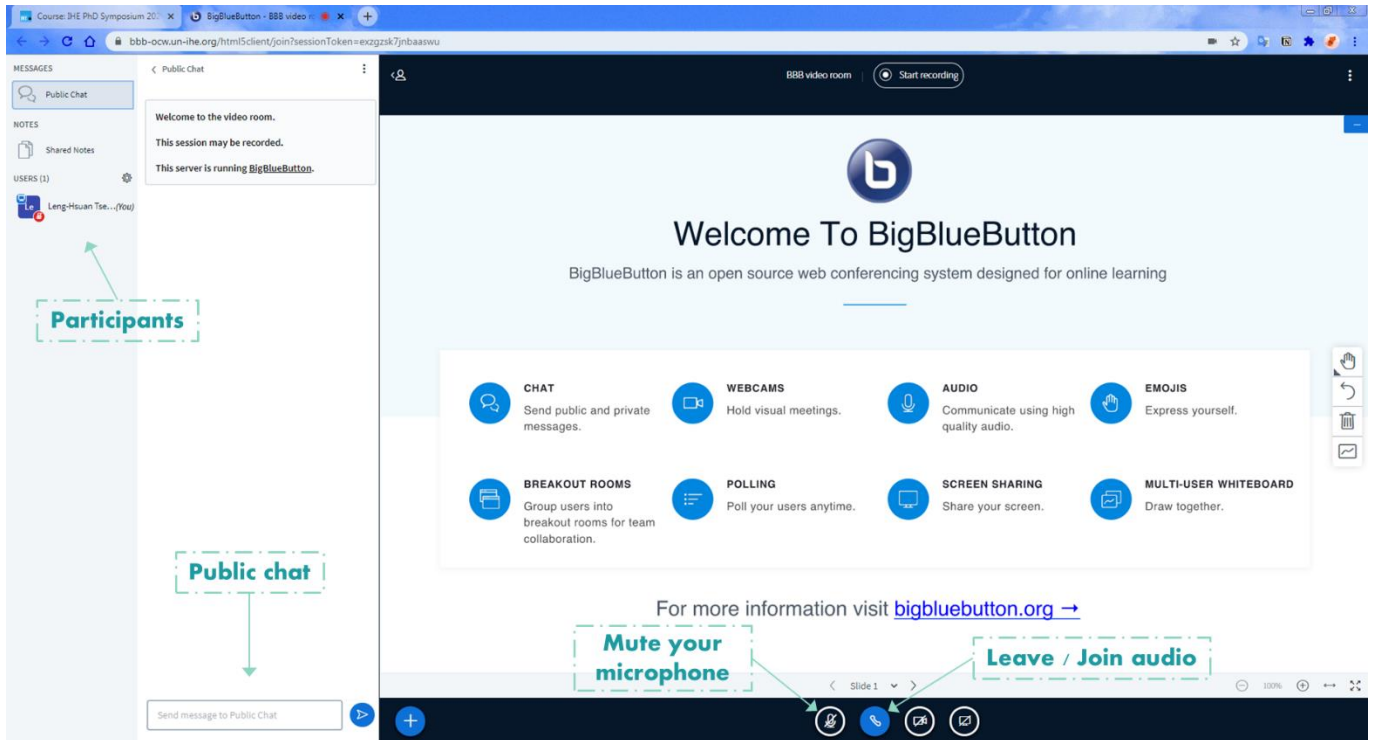 Course: IHE PhD Symposium 202
BigBlueButton - BBB video r
bbb-ocw.un-ihe.org/html5client/join?sessionToken=exzgzsk7jnbaaswu
MESSAGES
Public Chat
NOTES
Shared Notes
USERS (1)
Le
Leng-Hsuan Tse...(You)
Participants
Public Chat
Welcome to the video room.
This session may be recorded.
This server is running BigBlueButton.
Public chat
Send message to Public Chat
BBB video room
Start recording
b
Welcome To BigBlueButton
BigBlueButton is an open source web conferencing system designed for online learning
CHAT
Send public and private
messages.
WEBCAMS
Hold visual meetings.
AUDIO
Communicate using high
quality audio.
EMOJIS
Express yourself.
BREAKOUT ROOMS
Group users into
breakout rooms for team
collaboration.
POLLING
Poll your users anytime.
SCREEN SHARING
Share your screen.
MULTI-USER WHITEBOARD
Draw together.
For more information visit bigbluebutton.org →
Mute your
microphone
Leave / Join audio
Slide 1
100%